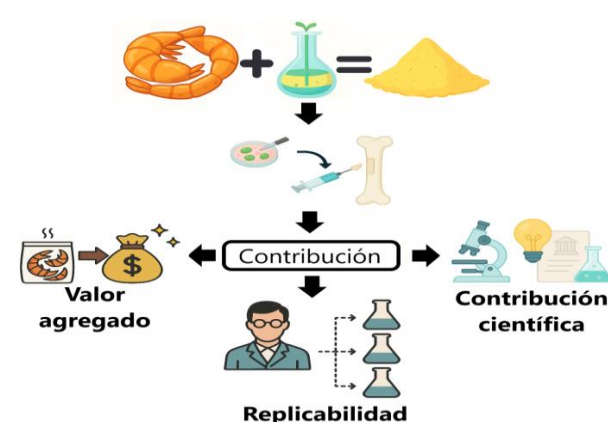 Contribución
Valor
agregado
Contribución
científica
Replicabilidad